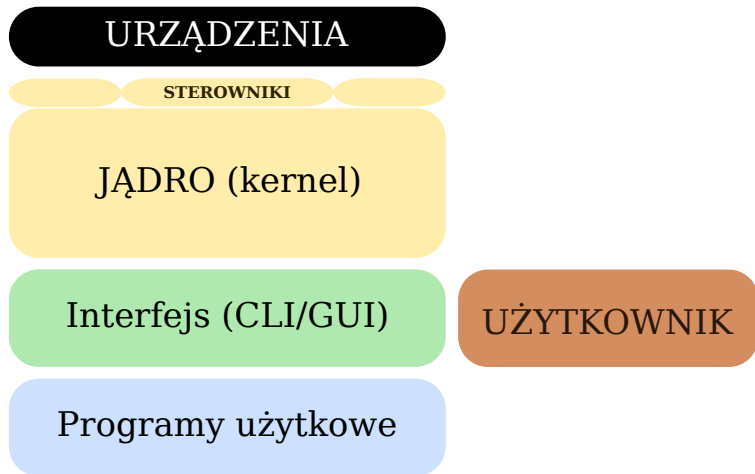 URZĄDZENIA
STEROWNIKI
JĄDRO (kernel)
Interfejs (CLI/GUI)
UŻYTKOWNIK
Programy użytkowe